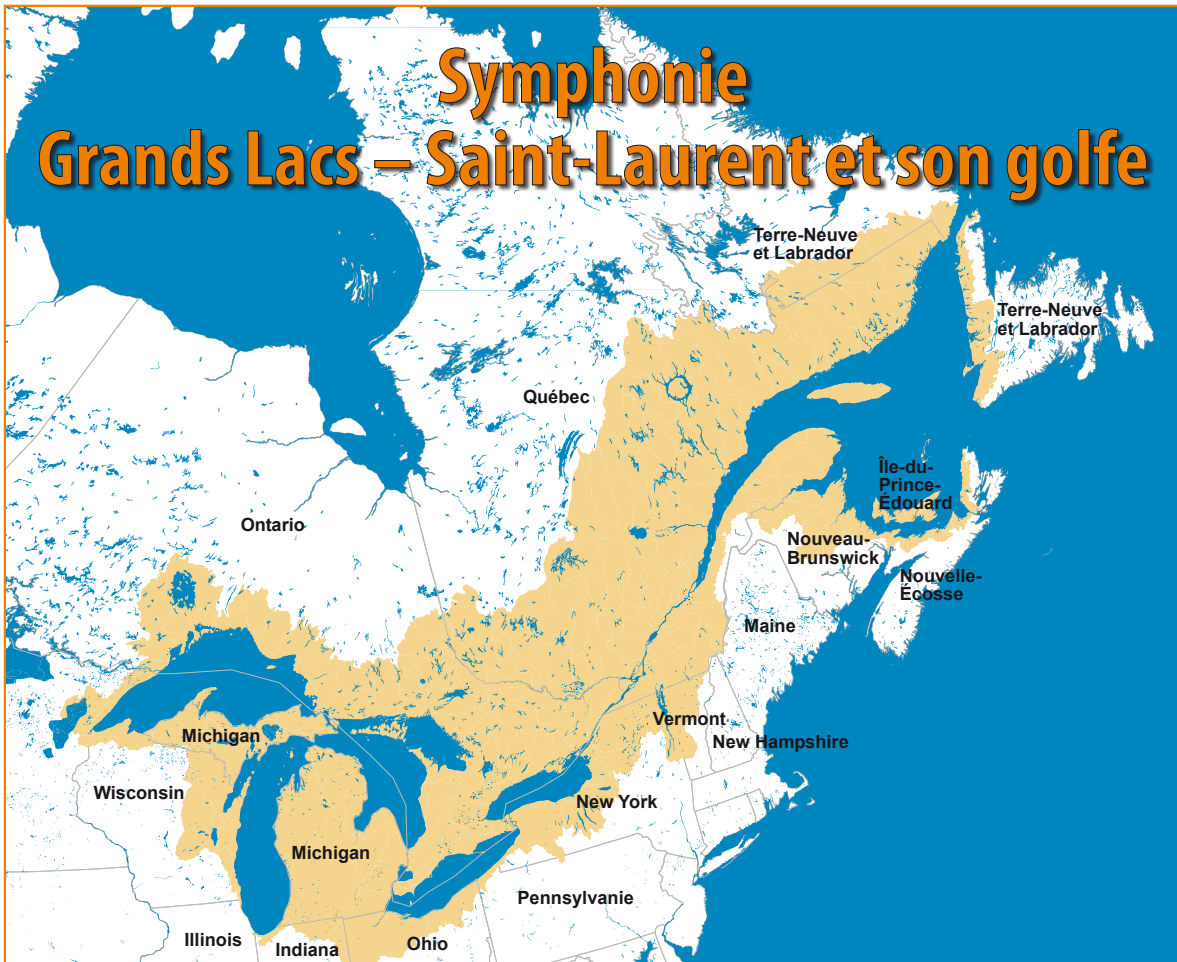 Symphonie
Grands Lacs – Saint-Laurent et son golfe
Terre-Neuve
et Labrador
Terre-Neuve
et Labrador
Québec
Île-du-
Prince-
Édouard
Ontario
Nouveau-
Brunswick
Nouvelle-
Écosse
Maine
Vermont
Michigan
New Hampshire
Wisconsin
New York
Michigan
Pennsylvanie
Illinois
Indiana
Ohio